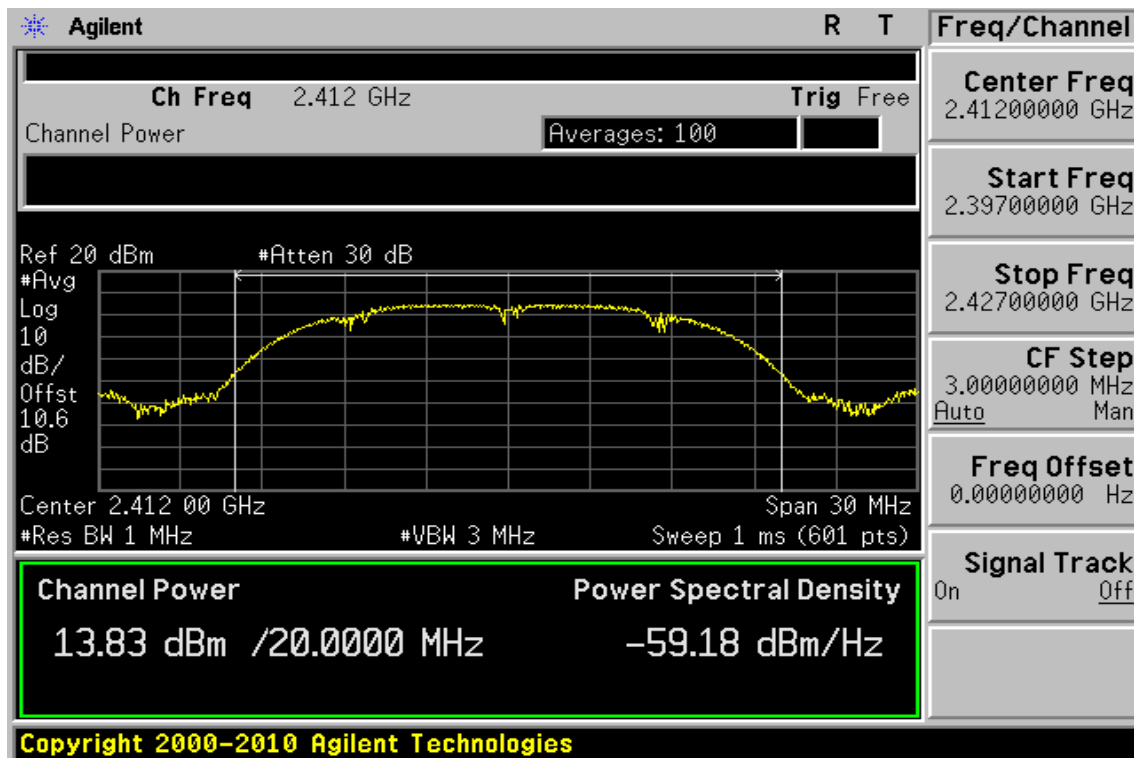 Agilent R T
Ch Freq 2.412 GHz Trig Free
Channel Power Averages: 100
Ref 20 dBm #Atten 30 dB
#Avg
Log
10
dB/
Offst
10.6
dB
Center 2.412 00 GHz Span 30 MHz
#Res BW 1 MHz #VBW 3 MHz Sweep 1 ms (601 pts)
Channel Power Power Spectral Density
13.83 dBm /20.0000 MHz -59.18 dBm/Hz
Copyright 2000-2010 Agilent Technologies
Freq/Channel
Center Freq
2.41200000 GHz
Start Freq
2.39700000 GHz
Stop Freq
2.42700000 GHz
CF Step
3.00000000 MHz
Auto Man
Freq Offset
0.00000000 Hz
Signal Track
On Off